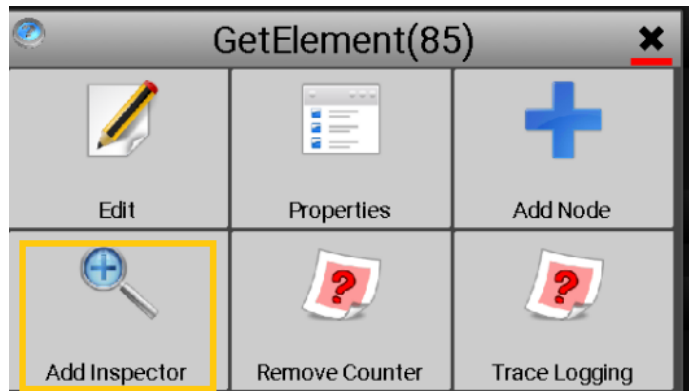 GetElement(85)
Edit
Properties
Add Node
Add Inspector
Remove Counter
Trace Logging